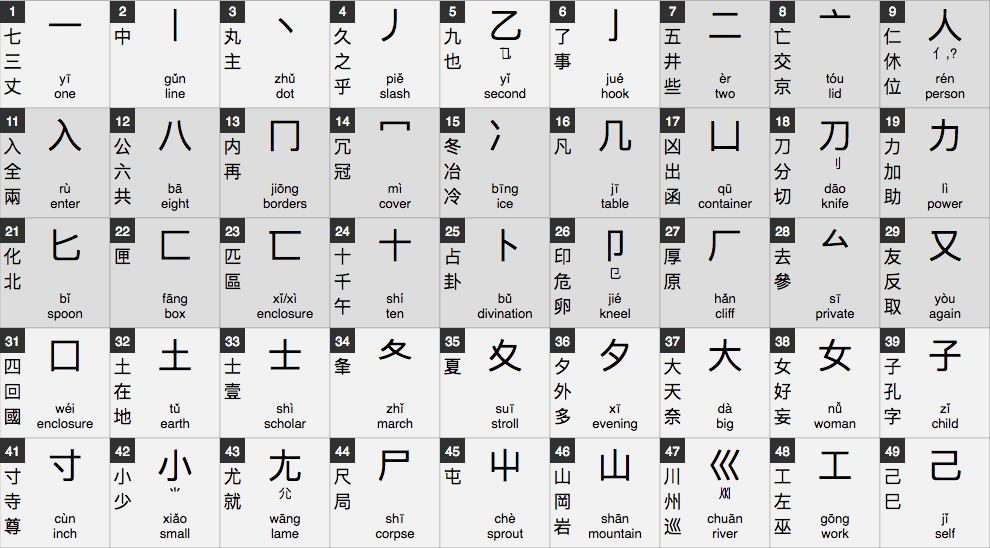 1 一 七 三 丈 yī one
2 丨 中 gǔn line
3 丶 丸 主 zhǔ dot
4 丿 久 之 乎 piě slash
5 乙 九 也 ⺄ yǐ second
6 亅 了 事 jué hook
7 二 五 井 些 èr two
8 亠 亡 交 京 tóu lid
9 人 仁 休 位 亻,? rén person
11 入 入 全 兩 rù enter
12 八 公 六 共 bā eight
13 冂 内 再 jiōng borders
14 冖 冗 冠 mì cover
15 冫 冬 冶 冷 bīng ice
16 几 凡 jī table
17 凵 凶 出 函 qū container
18 刀 刀 分 切 刂 dāo knife
19 力 力 加 助 lì power
21 匕 化 北 bǐ spoon
22 匚 匣 fāng box
23 匸 匹 區 xǐ/xì enclosure
24 十 十 千 午 shí ten
25 卜 占 卦 bǔ divination
26 卩 印 危 卵 㔾 jié kneel
27 厂 厚 原 hǎn cliff
28 厶 去 參 sī private
29 又 友 反 取 yòu again
31 囗 四 回 國 wéi enclosure
32 土 土 在 地 tǔ earth
33 士 士 壹 shì scholar
34 夂 夆 zhǐ march
35 夊 夏 suī stroll
36 夕 夕 外 多 xī evening
37 大 大 天 奈 dà big
38 女 女 好 妄 nǚ woman
39 子 子 孔 字 zǐ child
41 寸 寸 寺 尊 cùn inch
42 小 小 少 ⺌ xiǎo small
43 尢 尤 就 尣 wāng lame
44 尸 尺 局 shī corpse
45 屮 屯 chè sprout
46 山 山 岡 岩 shān mountain
47 巛 川 州 巡 巛 chuān river
48 工 工 左 巫 gōng work
49 己 己 巳 jǐ self